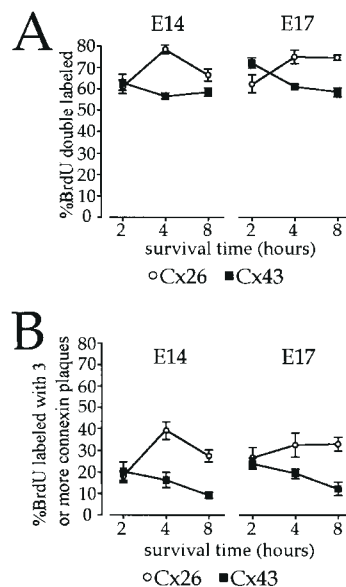 A
E14
E17
%BrdU double labeled
80
70
60
50
40
30
20
10
0
2 4 8 2 4 8
survival time (hours)
○Cx26 ■Cx43
B
E14
E17
%BrdU labeled with 3
or more connexin plaques
80
70
60
50
40
30
20
10
0
2 4 8 2 4 8
survival time (hours)
○Cx26 ■Cx43